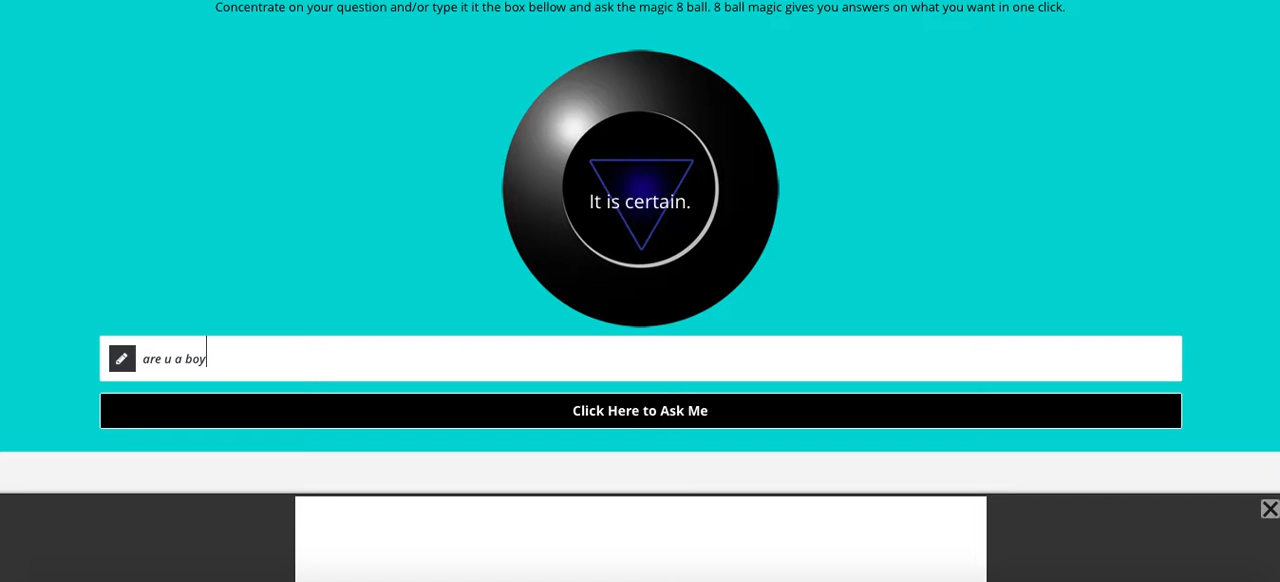 Concentrate on your question and/or type it it the box bellow and ask the magic 8 ball. 8 ball magic gives you answers on what you want in one click.
It is certain.
are u a boy
Click Here to Ask Me